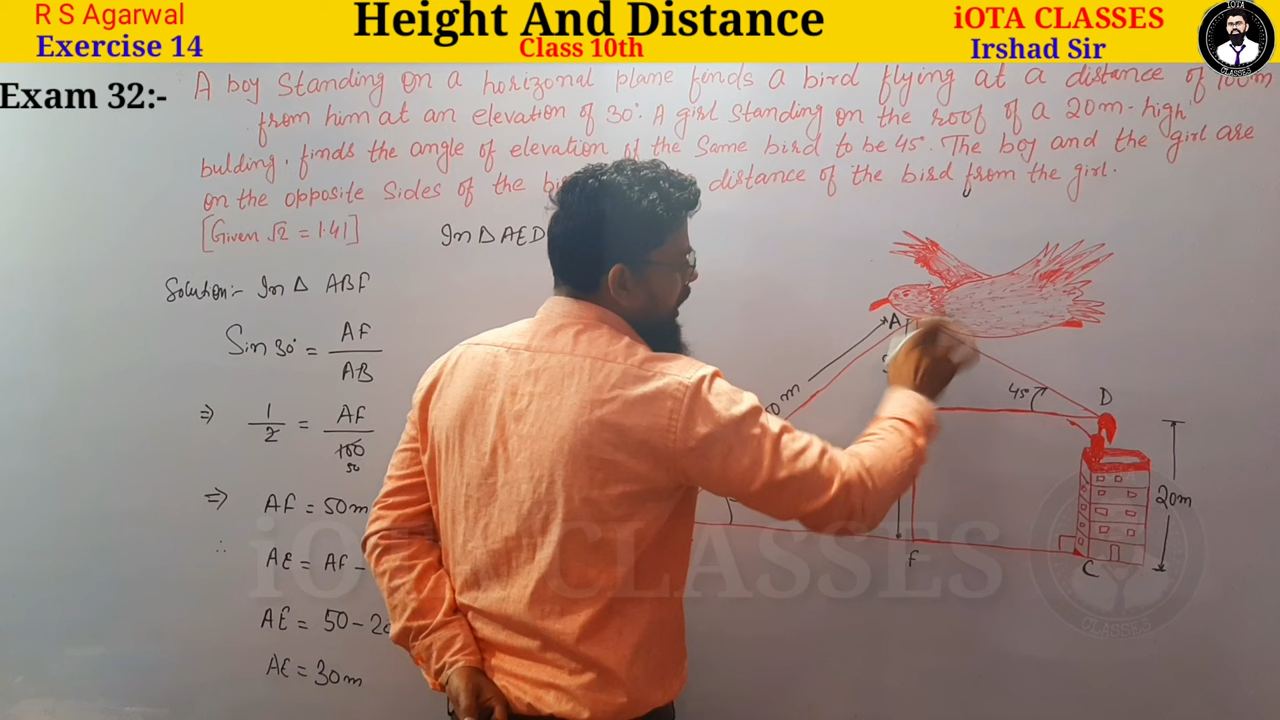 R S Agarwal
Exercise 14
Height And Distance
Class 10th
iOTA CLASSES
Irshad Sir
IOTA
CLASSES
Exam 32:-
A boy Standing on a horizonal plane finds a bird flying at a distance of 100m
from him at an elevation of 30°. A girl Standing on the roof of a 20m-high
bulding, finds the angle of elevation of the Same bird to be 45°. The boy and the girl are
on the opposite Sides of the distance of the bird from the girl.
[Given √2 = 1.41]
In Δ AED
Solution:- In Δ ABF
Sin 30° = AF/AB
⇒ 1/2 = AF/100
50
⇒ AF = 50m
∴ AE = AF -
AE = 50 - 20
AE = 30m
A
m
45°
D
20m
F
C
iOTA CLASSES
CLASSES